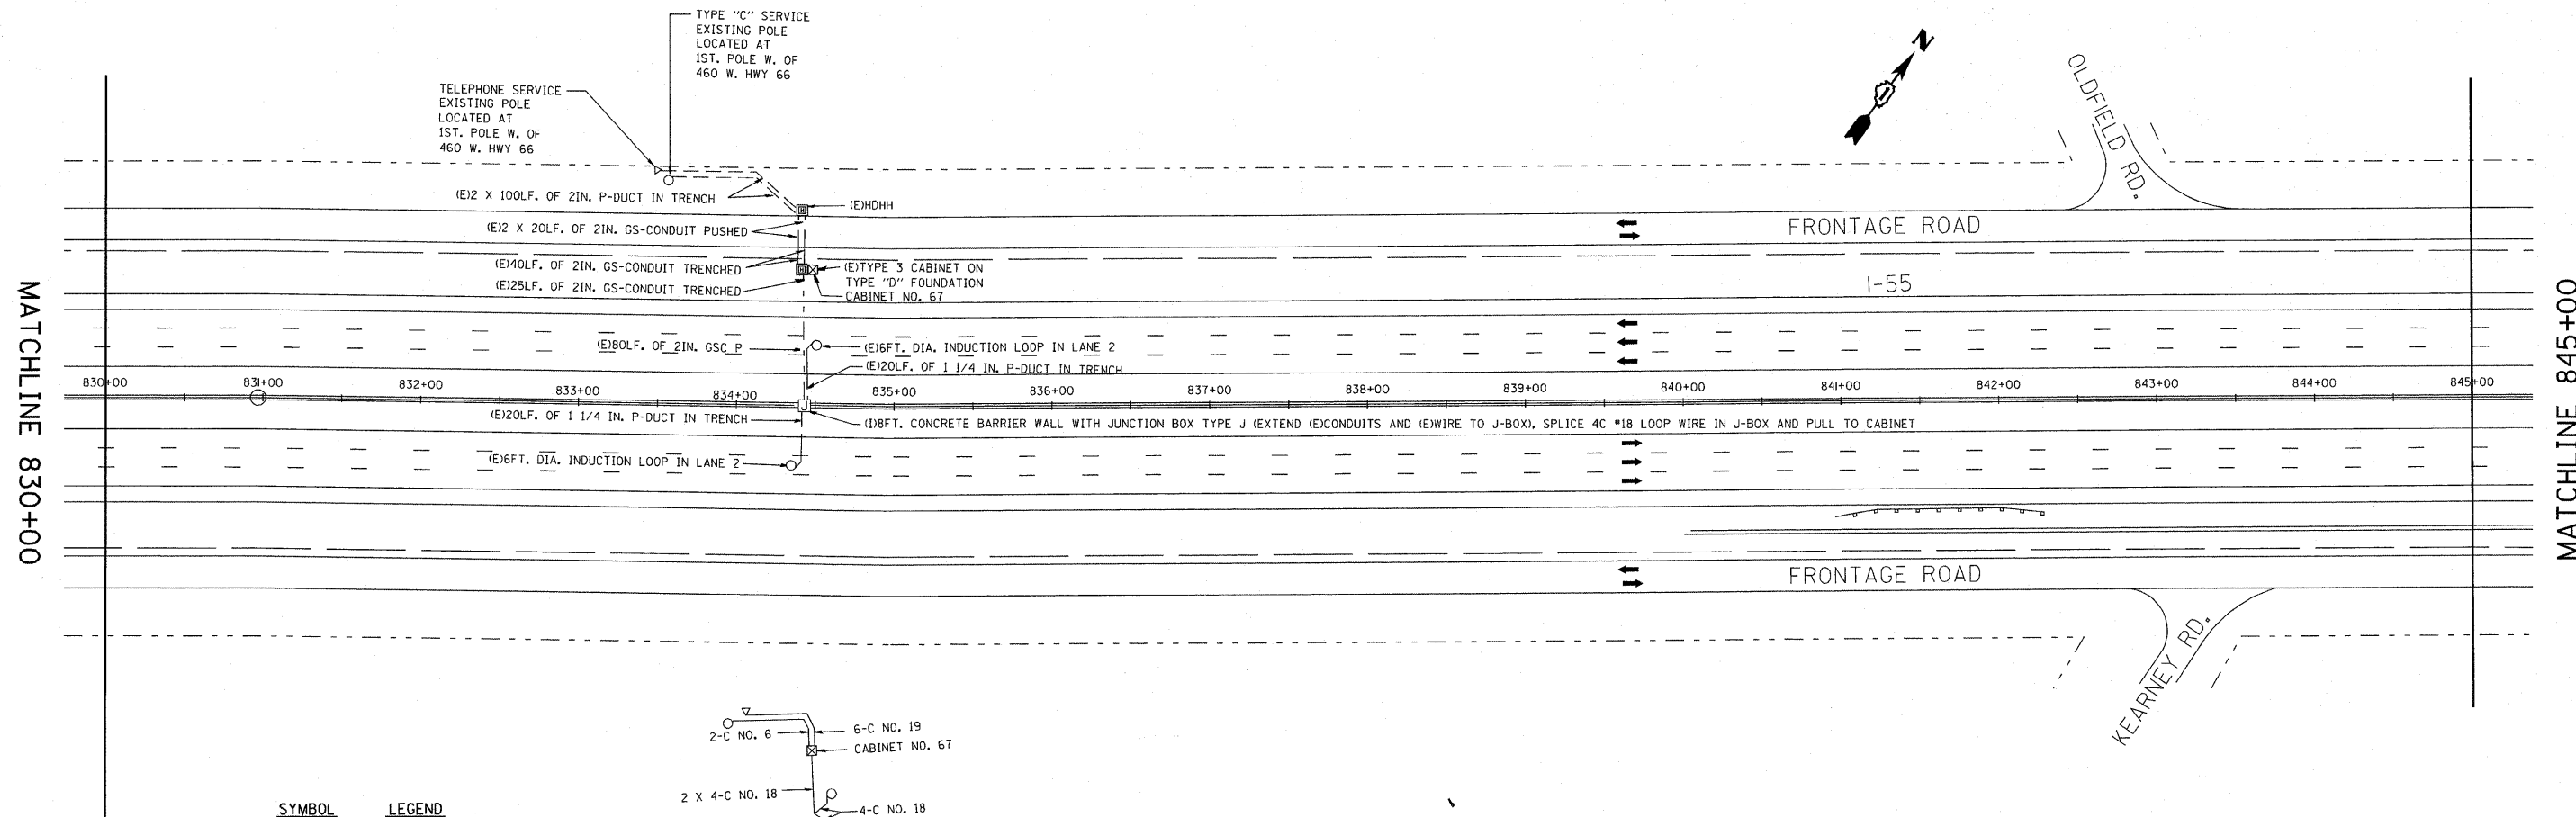 TYPE "C" SERVICE
EXISTING POLE
LOCATED AT
1ST. POLE W. OF
460 W. HWY 66
TELEPHONE SERVICE
EXISTING POLE
LOCATED AT
1ST. POLE W. OF
460 W. HWY 66
N
OLDFIELD RD.
(E)2 X 100LF. OF 2IN. P-DUCT IN TRENCH
(E)HDHH
(E)2 X 20LF. OF 2IN. GS-CONDUIT PUSHED
FRONTAGE ROAD
(E)40LF. OF 2IN. GS-CONDUIT TRENCHED
H
H
(E)TYPE 3 CABINET ON
TYPE "D" FOUNDATION
CABINET NO. 67
(E)25LF. OF 2IN. GS-CONDUIT TRENCHED
I-55
MATCHLINE 830+00
MATCHLINE 845+00
(E)80LF. OF 2IN. GSC P
(E)6FT. DIA. INDUCTION LOOP IN LANE 2
(E)20LF. OF 1 1/4 IN. P-DUCT IN TRENCH
830+00 831+00 832+00 833+00 834+00 835+00 836+00 837+00 838+00 839+00 840+00 841+00 842+00 843+00 844+00 845+00
J
(E)20LF. OF 1 1/4 IN. P-DUCT IN TRENCH
(I)8FT. CONCRETE BARRIER WALL WITH JUNCTION BOX TYPE J (EXTEND (E)CONDUITS AND (E)WIRE TO J-BOX), SPLICE 4C #18 LOOP WIRE IN J-BOX AND PULL TO CABINET
(E)6FT. DIA. INDUCTION LOOP IN LANE 2
FRONTAGE ROAD
KEARNEY RD.
2-C NO. 6
6-C NO. 19
CABINET NO. 67
2 X 4-C NO. 18
4-C NO. 18
SYMBOL LEGEND